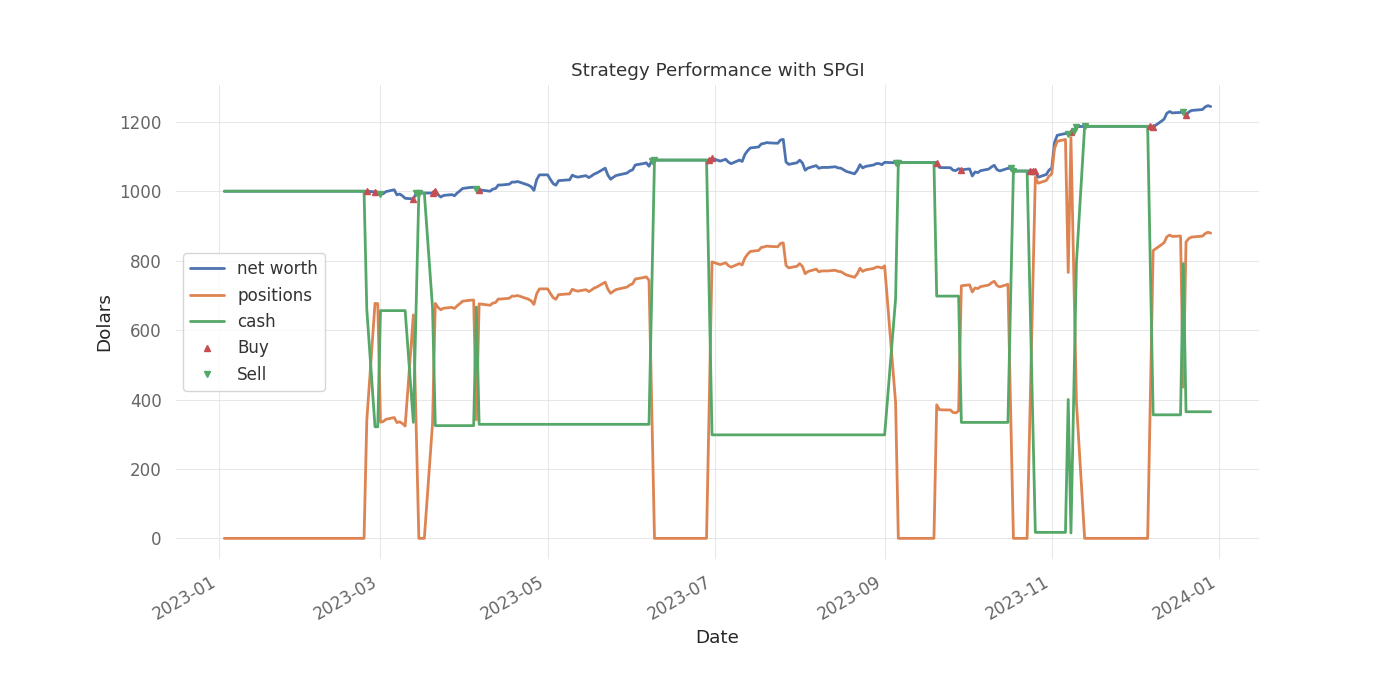 Strategy Performance with SPGI
1200
1000
800
600
400
200
0
Dolars
net worth
positions
cash
Buy
Sell
2023-01
2023-03
2023-05
2023-07
2023-09
2023-11
2024-01
Date